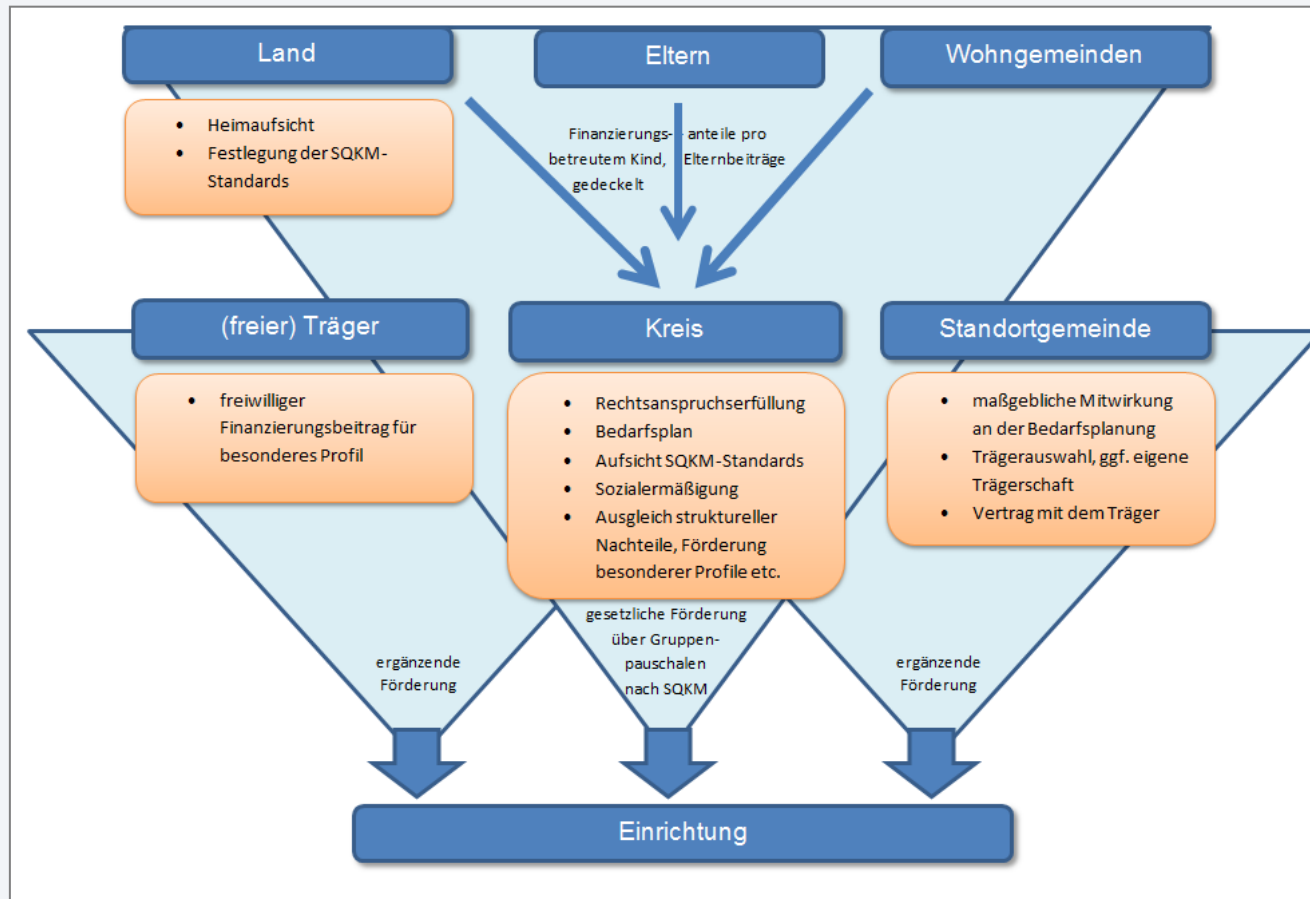 Land
Eltern
Wohngemeinden
• Heimaufsicht
• Festlegung der SQKM-
Standards
Finanzierungs- anteile pro
betreutem Kind, Elternbeiträge
gedeckelt
(freier) Träger
Kreis
Standortgemeinde
• freiwilliger
Finanzierungsbeitrag für
besonderes Profil
• Rechtsanspruchserfüllung
• Bedarfsplan
• Aufsicht SQKM-Standards
• Sozialermäßigung
• Ausgleich struktureller
Nachteile, Förderung
besonderer Profile etc.
• maßgebliche Mitwirkung
an der Bedarfsplanung
• Trägerauswahl, ggf. eigene
Trägerschaft
• Vertrag mit dem Träger
ergänzende
Förderung
gesetzliche Förderung
über Gruppen-
pauschalen
nach SQKM
ergänzende
Förderung
Einrichtung